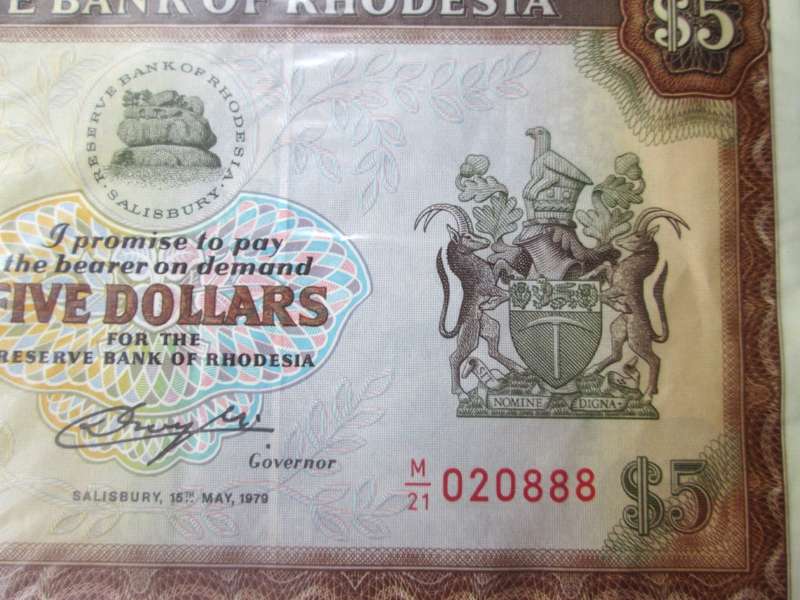 E BANK OF RHODESIA
$5
RESERVE BANK OF RHODESIA
· SALISBURY ·
I promise to pay
the bearer on demand
FIVE DOLLARS
FOR THE
RESERVE BANK OF RHODESIA
Governor
SALISBURY, 15TH MAY, 1979
SIT NOMINE DIGNA
M/21 020888
$5